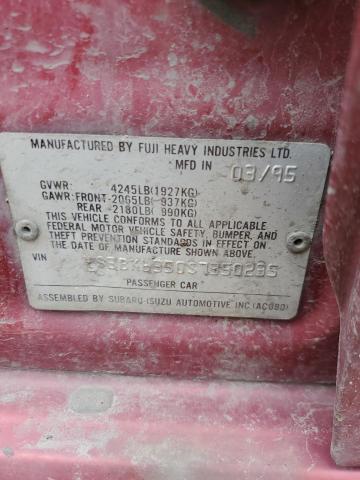 MANUFACTURED BY FUJI HEAVY INDUSTRIES LTD.
MFD IN 03/95
GVWR: 4245LB(1927KG)
GAWR: FRONT-2065LB( 937KG)
REAR -2180LB( 990KG)
THIS VEHICLE CONFORMS TO ALL APPLICABLE
FEDERAL MOTOR VEHICLE SAFETY, BUMPER, AND
THEFT PREVENTION STANDARDS IN EFFECT ON
THE DATE OF MANUFACTURE SHOWN ABOVE.
VIN
"PASSENGER CAR"
ASSEMBLED BY SUBARU-ISUZU AUTOMOTIVE INC (AC080)